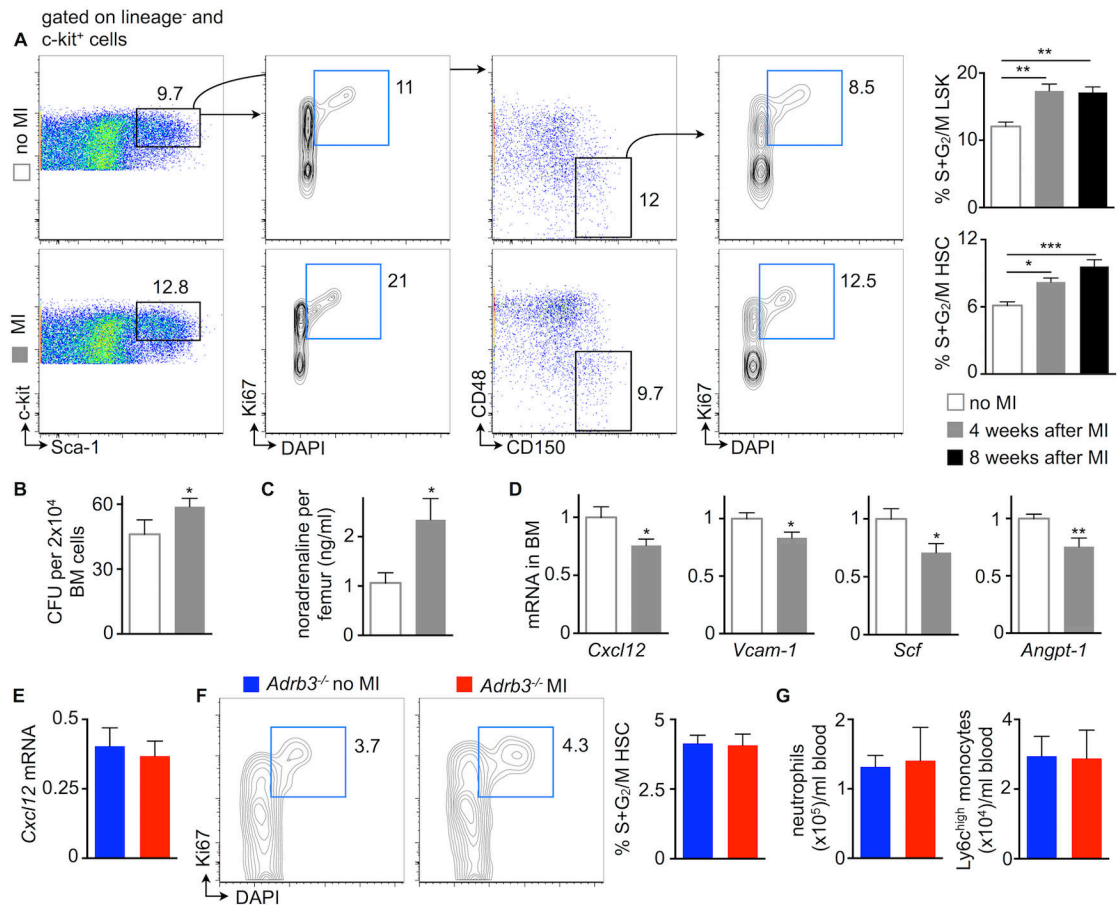 gated on lineage⁻ and
c-kit⁺ cells
A
no MI
9.7
11
12
8.5
MI
12.8
21
9.7
12.5
c-kit
Sca-1
Ki67
DAPI
CD48
CD150
Ki67
DAPI
% S+G₂/M LSK
20
10
0
**
**
% S+G₂/M HSC
12
6
0
*
***
no MI
4 weeks after MI
8 weeks after MI
B
CFU per 2x10⁴
BM cells
60
30
0
*
C
noradrenaline per
femur (ng/ml)
2
1
0
*
D
mRNA in BM
1
0.5
0
*
Cxcl12
1
0.5
0
*
Vcam-1
1
0.5
0
*
Scf
1
0.5
0
**
Angpt-1
E
Cxcl12 mRNA
0.5
0.25
0
Adrb3⁻/⁻ no MI
Adrb3⁻/⁻ MI
F
3.7
4.3
Ki67
DAPI
% S+G₂/M HSC
5
2.5
0
G
neutrophils
(x10⁵)/ml blood
2
1
0
Ly6cʰⁱᵍʰ monocytes
(x10⁴)/ml blood
4
2
0